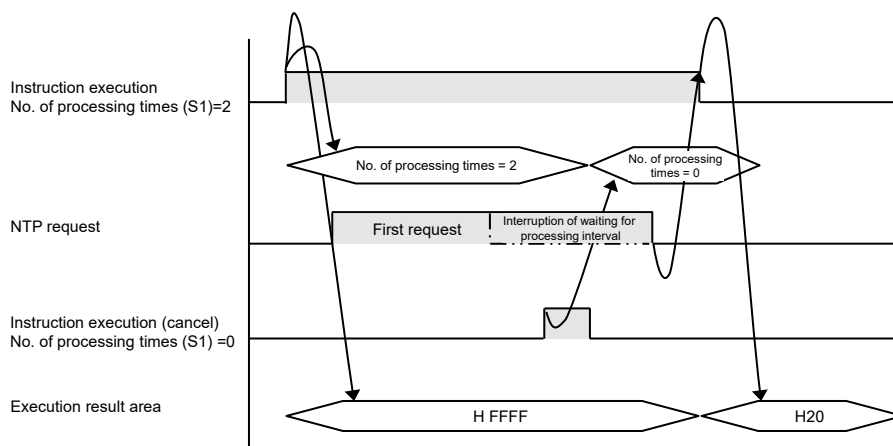 Instruction execution
No. of processing times (S1)=2
No. of processing times = 2
No. of processing
times = 0
NTP request
First request
Interruption of waiting for
processing interval
Instruction execution (cancel)
No. of processing times (S1) =0
Execution result area
H FFFF
H20